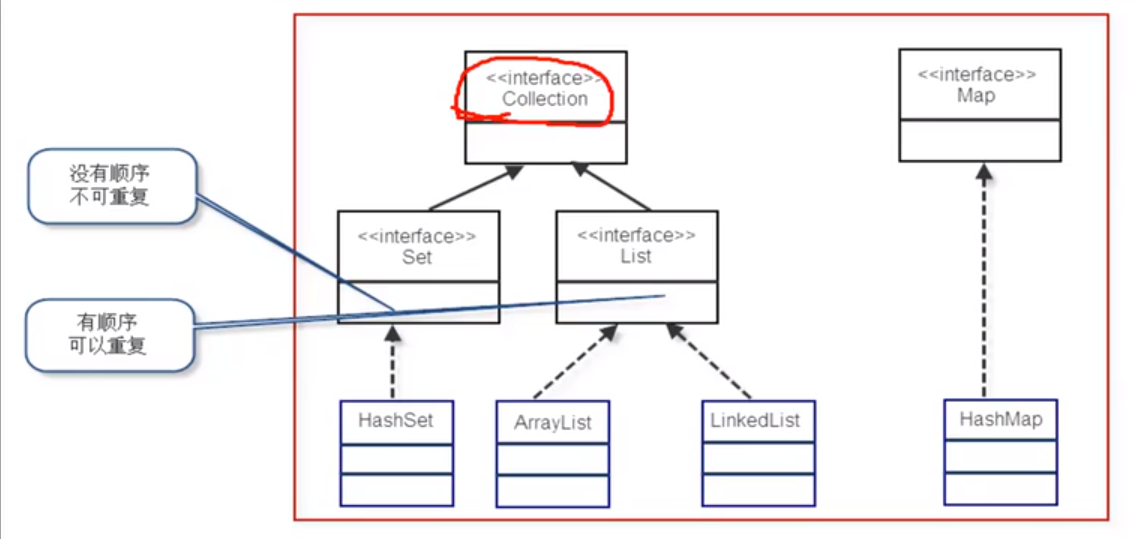 <<interface>>
Collection
<<interface>>
Map
没有顺序
不可重复
<<interface>>
Set
<<interface>>
List
有顺序
可以重复
HashSet
ArrayList
LinkedList
HashMap